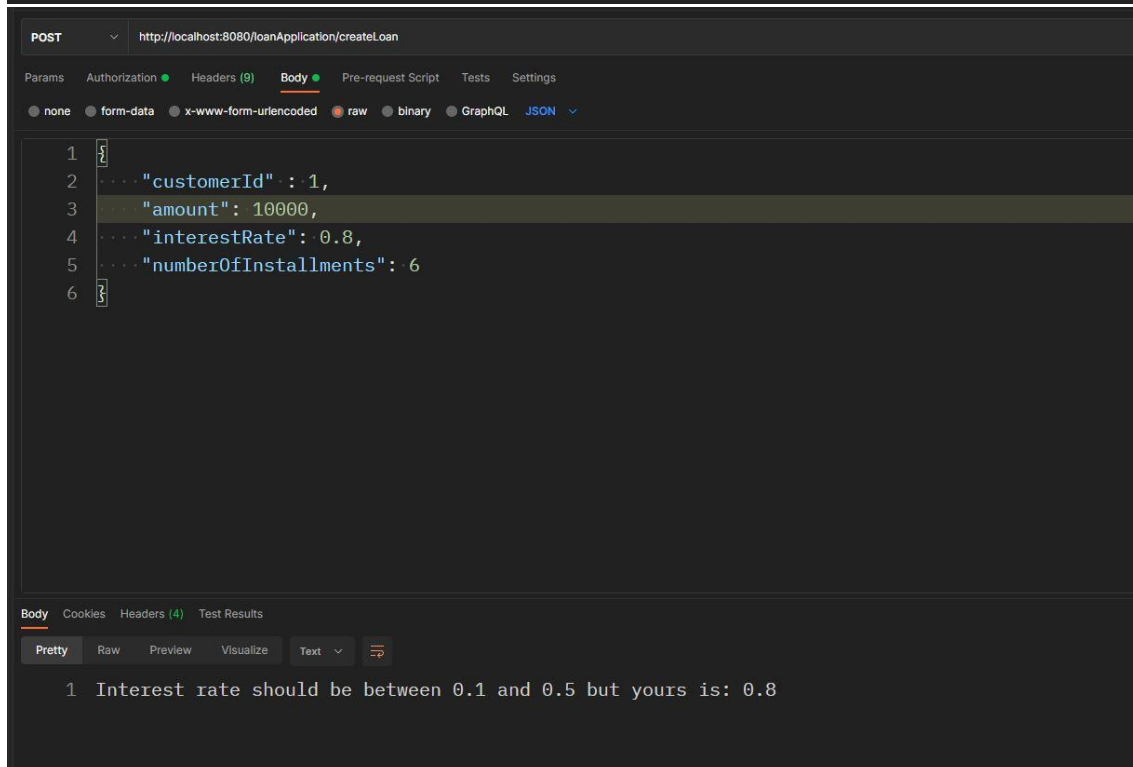 POST http://localhost:8080/loanApplication/createLoan
Params Authorization Headers (9) Body Pre-request Script Tests Settings
none form-data x-www-form-urlencoded raw binary GraphQL JSON
1 {
2 "customerId" : 1,
3 "amount": 10000,
4 "interestRate": 0.8,
5 "numberOfInstallments": 6
6 }
Body Cookies Headers (4) Test Results
Pretty Raw Preview Visualize Text
1 Interest rate should be between 0.1 and 0.5 but yours is: 0.8